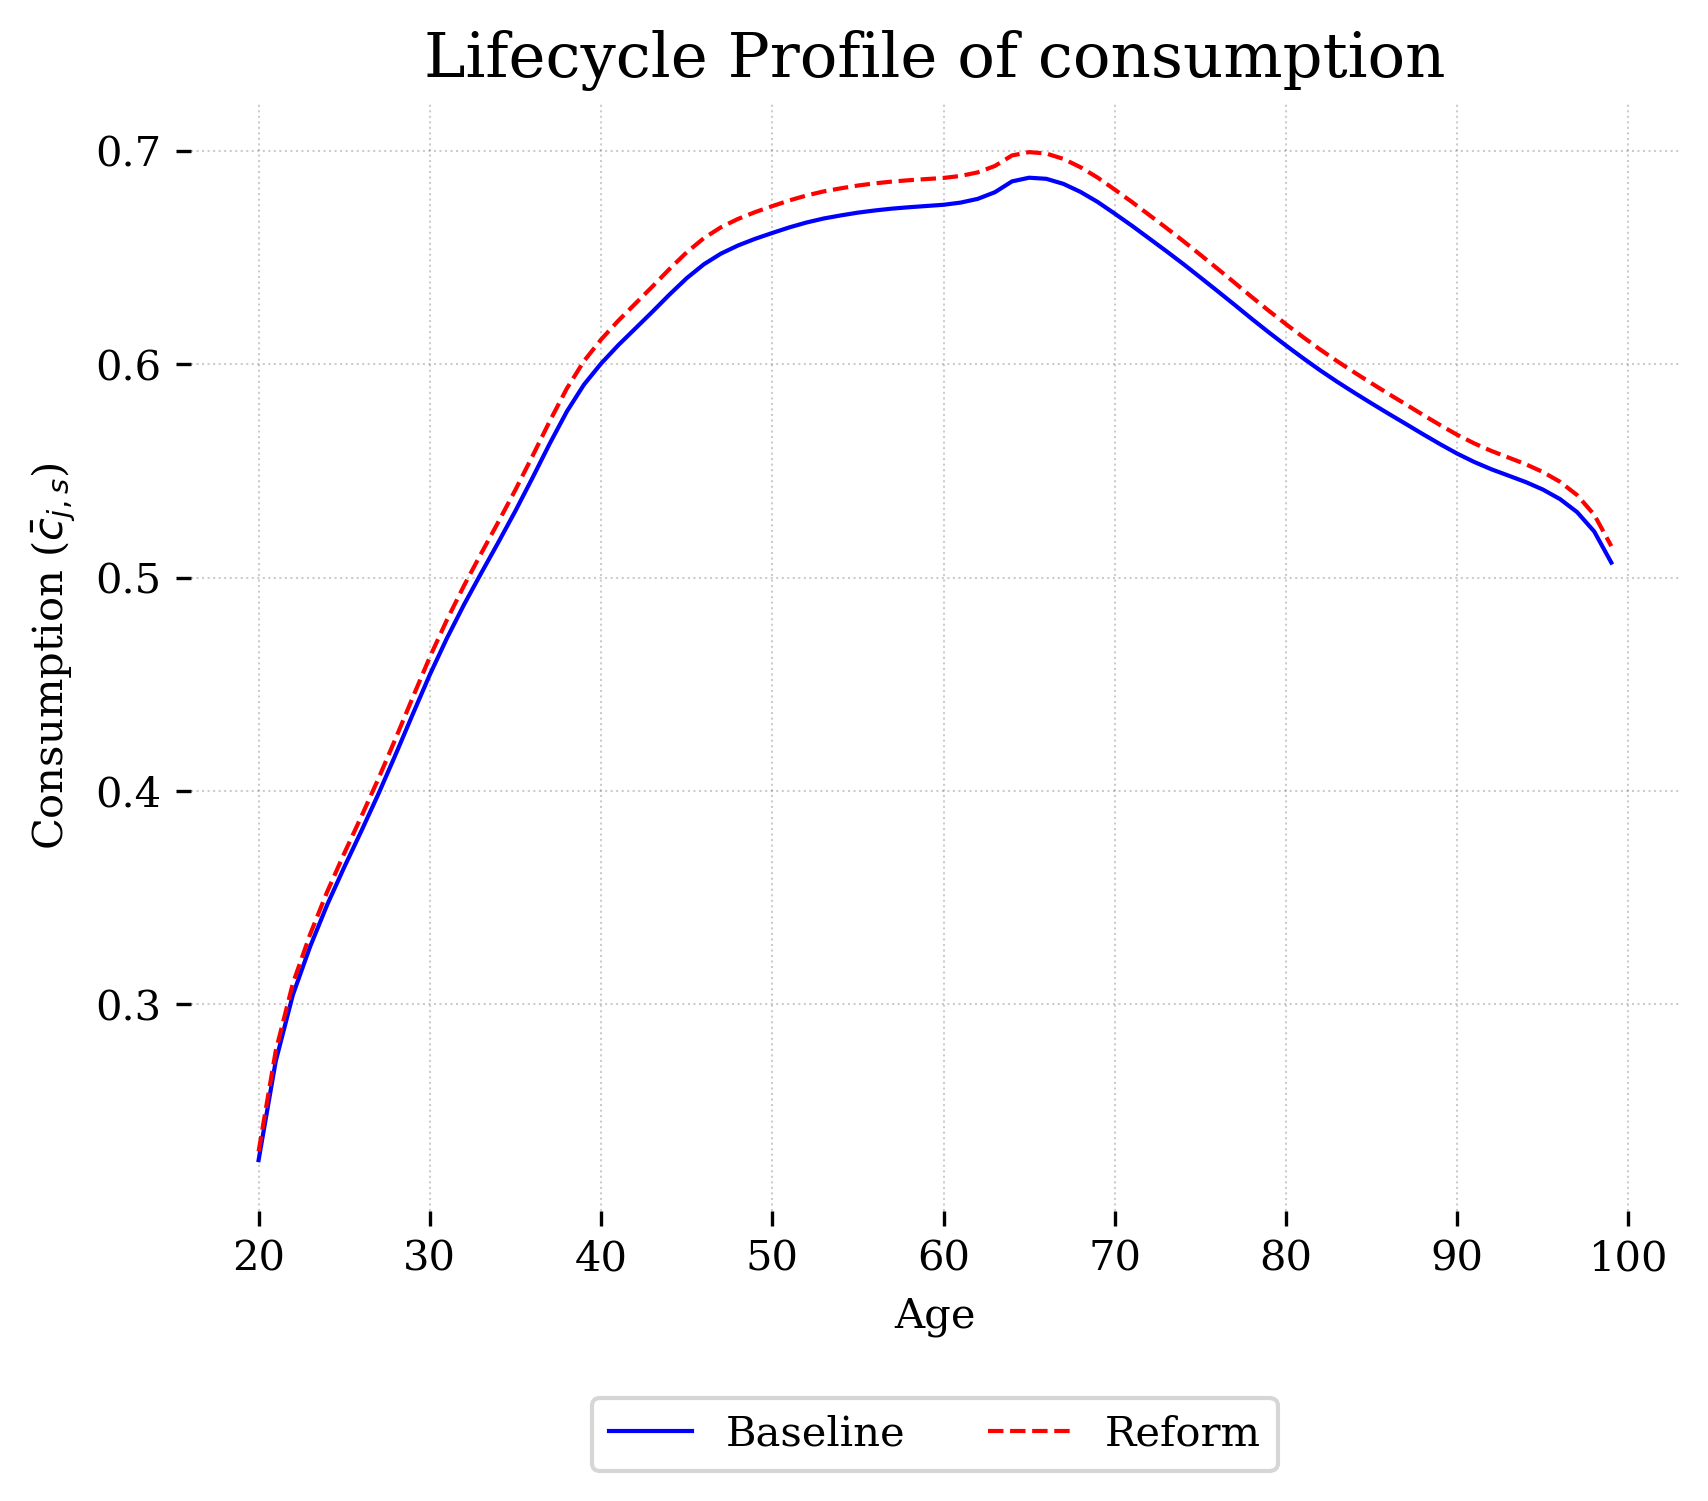 Lifecycle Profile of consumption
0.7
0.6
0.5
0.4
0.3
Consumption (c̄ⱼ,ₛ)
20 30 40 50 60 70 80 90 100
Age
Baseline Reform